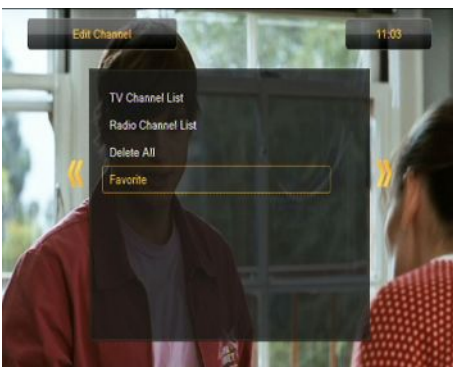 Edit Channel
11:03
TV Channel List
Radio Channel List
Delete All
Favorite